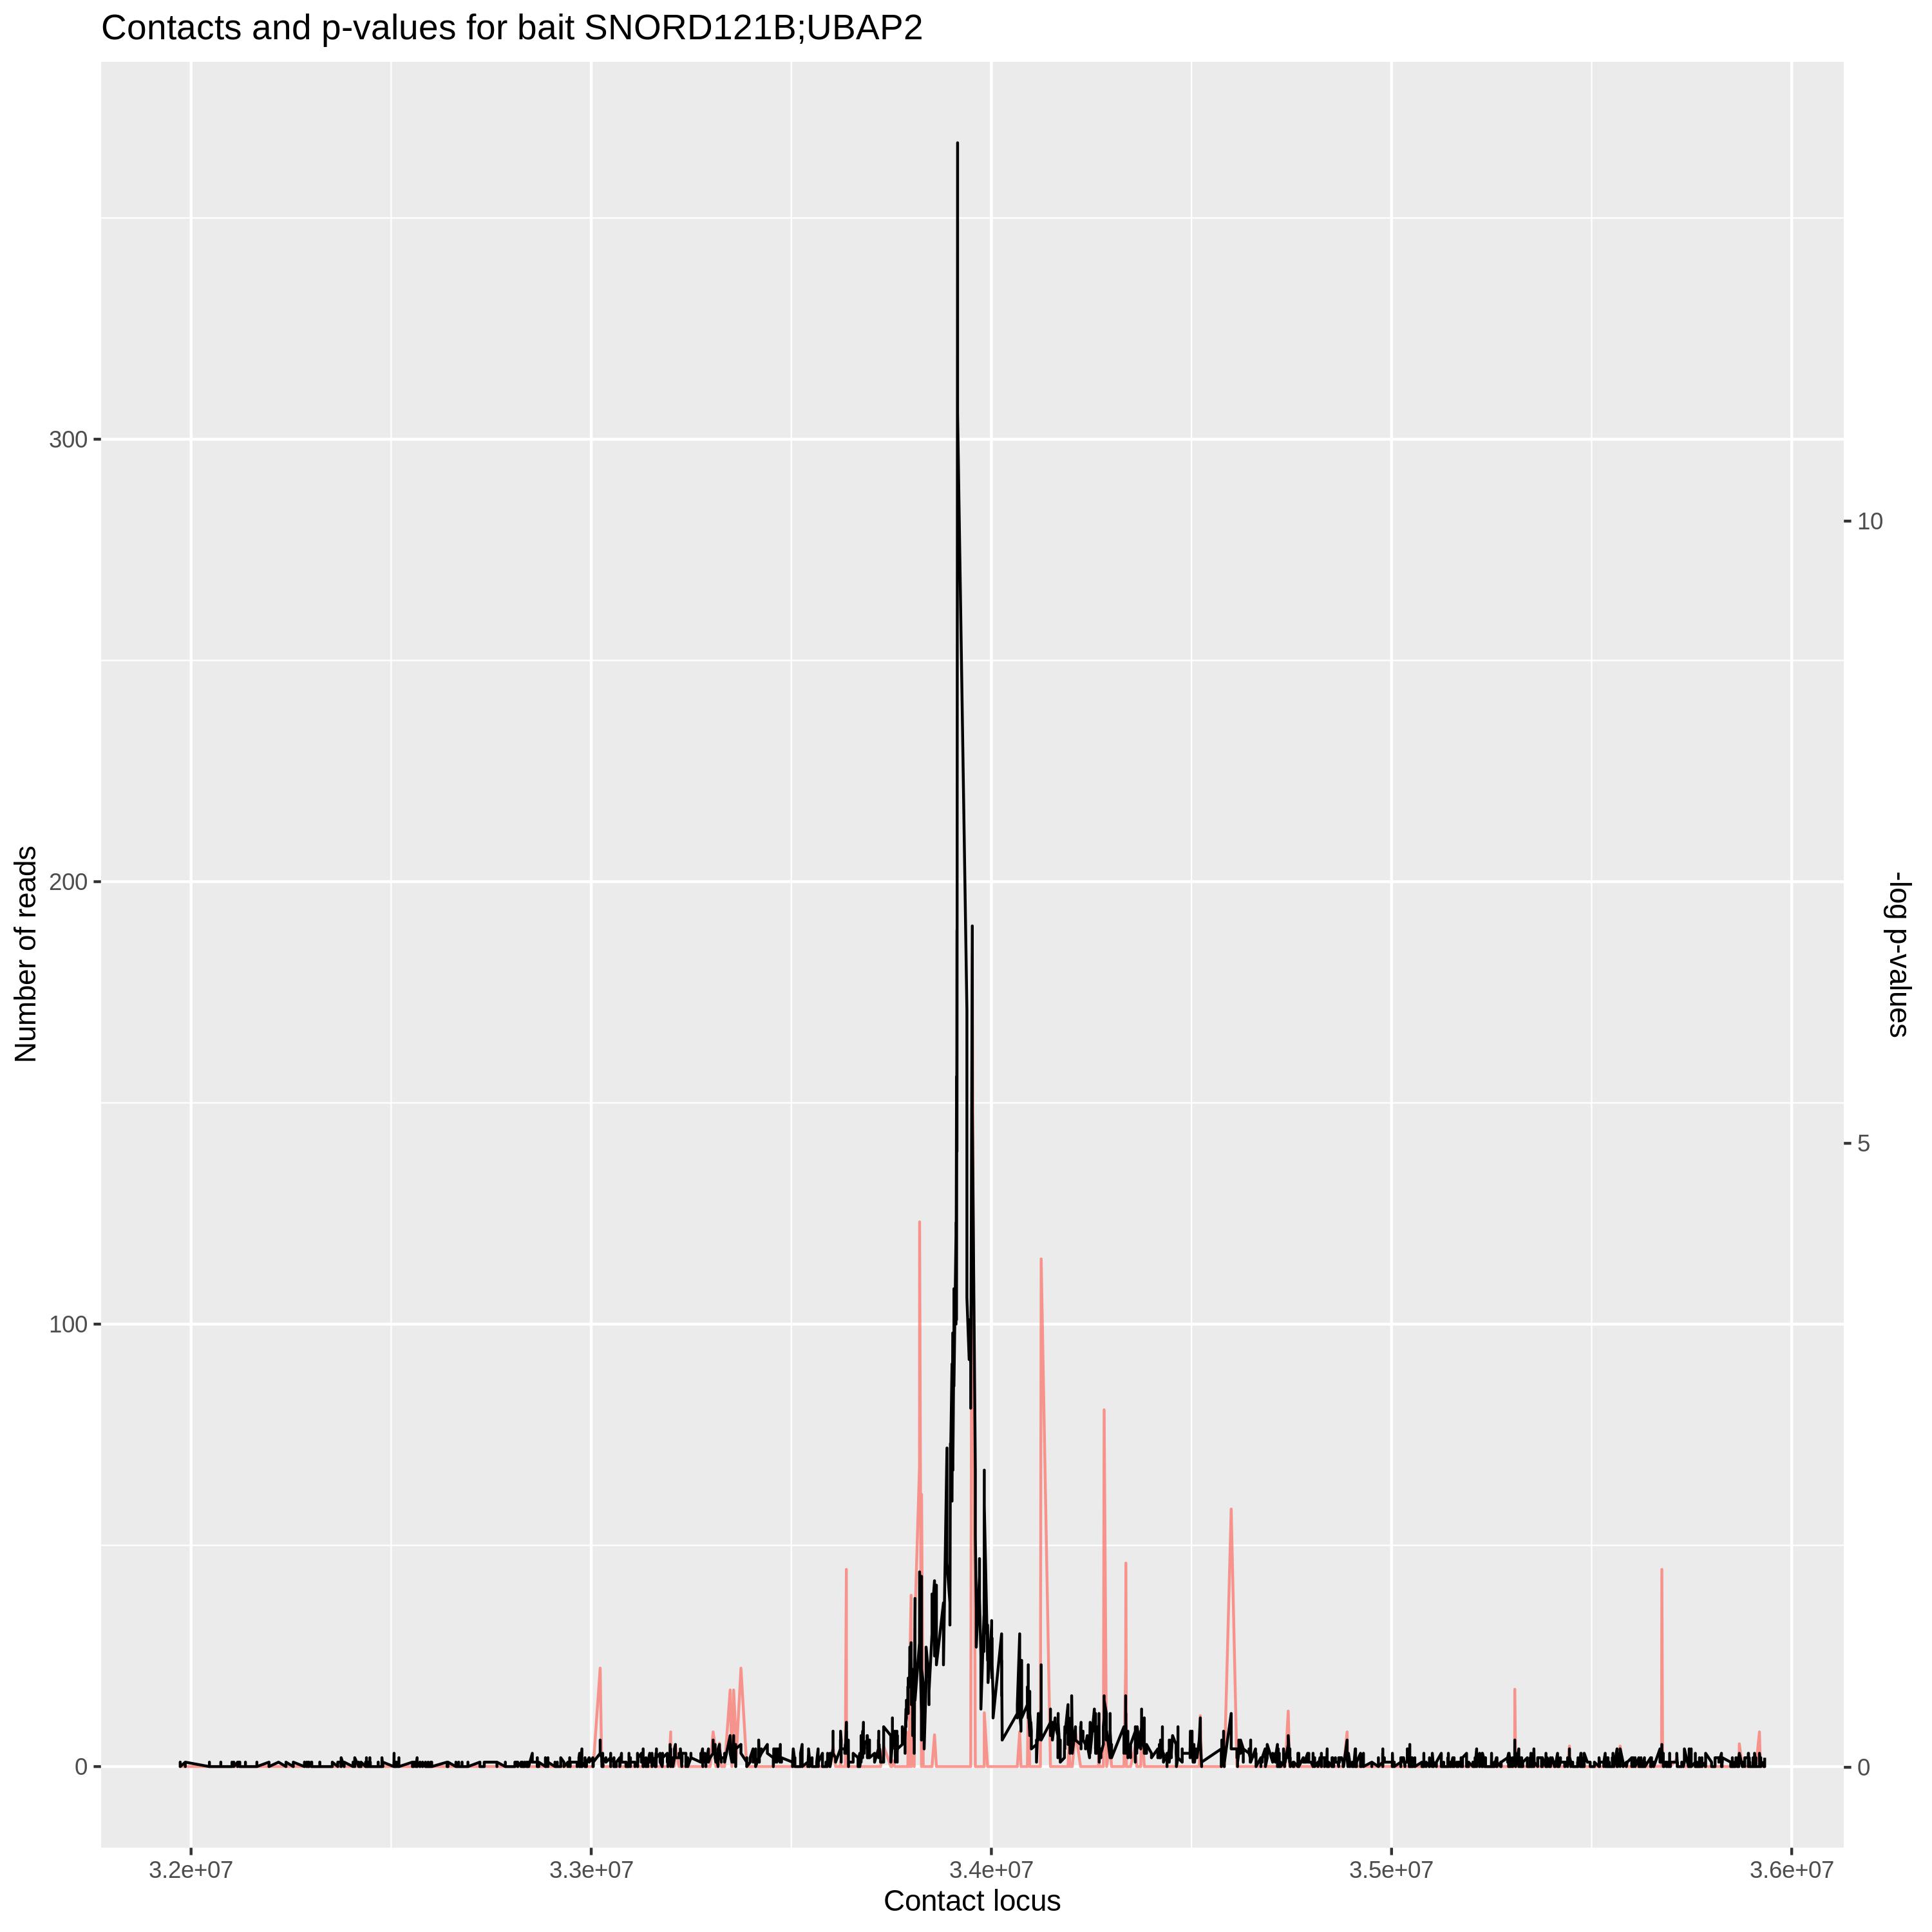 Contacts and p-values for bait SNORD121B;UBAP2
Number of reads
300
200
100
0
10
5
0
-log p-values
3.2e+07
3.3e+07
3.4e+07
3.5e+07
3.6e+07
Contact locus